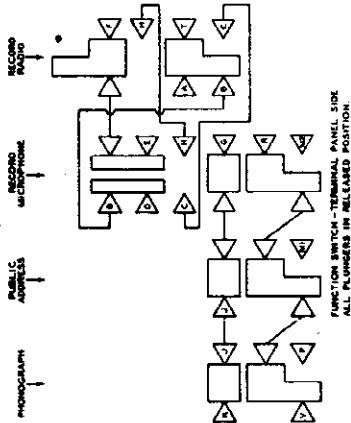 PHONOGRAPH
PUBLIC
ADDRESS
RECORD
MICROPHONE
RECORD
RADIO
F
H
A
T
B
C
B
D
E
C
H
N
J
J
G
R
V
P
FUNCTION SWITCH – TERMINAL PANEL SIDE
ALL PLUNGERS IN RELEASED POSITION.